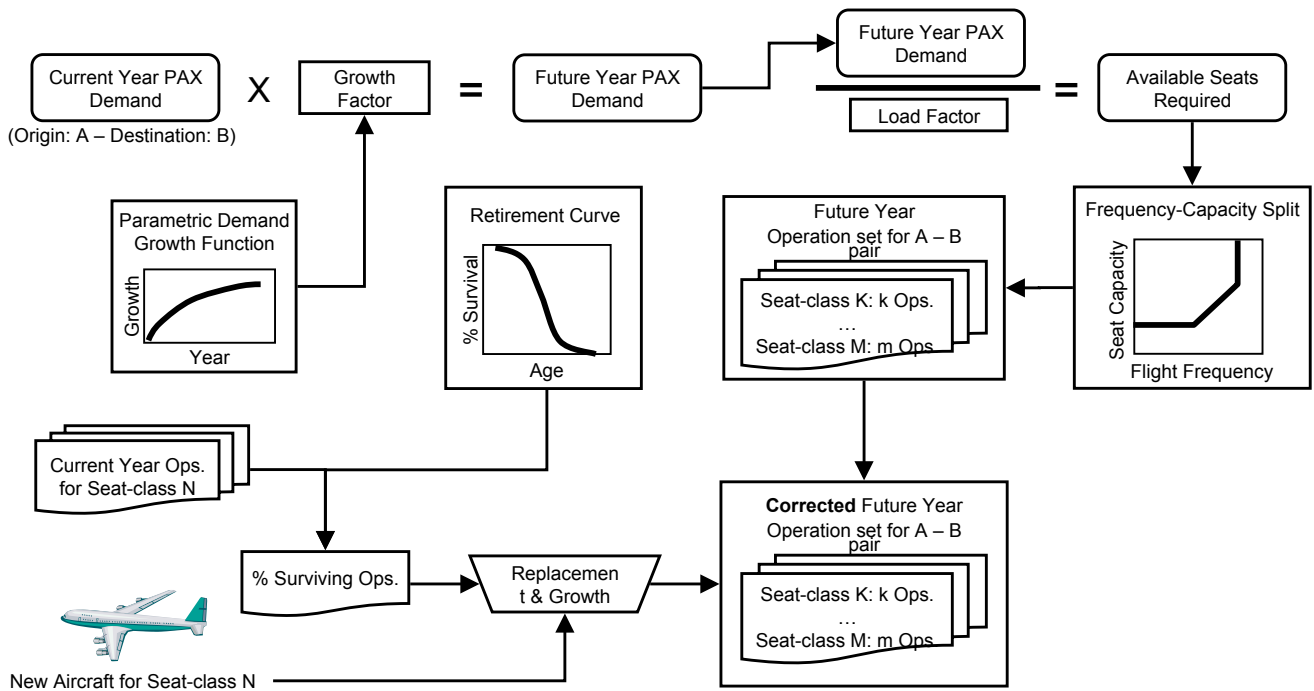 Current Year PAX
Demand
(Origin: A – Destination: B)
X
Growth
Factor
=
Future Year PAX
Demand
Future Year PAX
Demand
Load Factor
=
Available Seats
Required
Parametric Demand
Growth Function
Growth
Year
Retirement Curve
% Survival
Age
Future Year
Operation set for A – B
pair
Seat-class K: k Ops.
…
Seat-class M: m Ops
Frequency-Capacity Split
Seat Capacity
Flight Frequency
Current Year Ops.
for Seat-class N
% Surviving Ops.
Replacemen
t & Growth
Corrected Future Year
Operation set for A – B
pair
Seat-class K: k Ops.
…
Seat-class M: m Ops
New Aircraft for Seat-class N